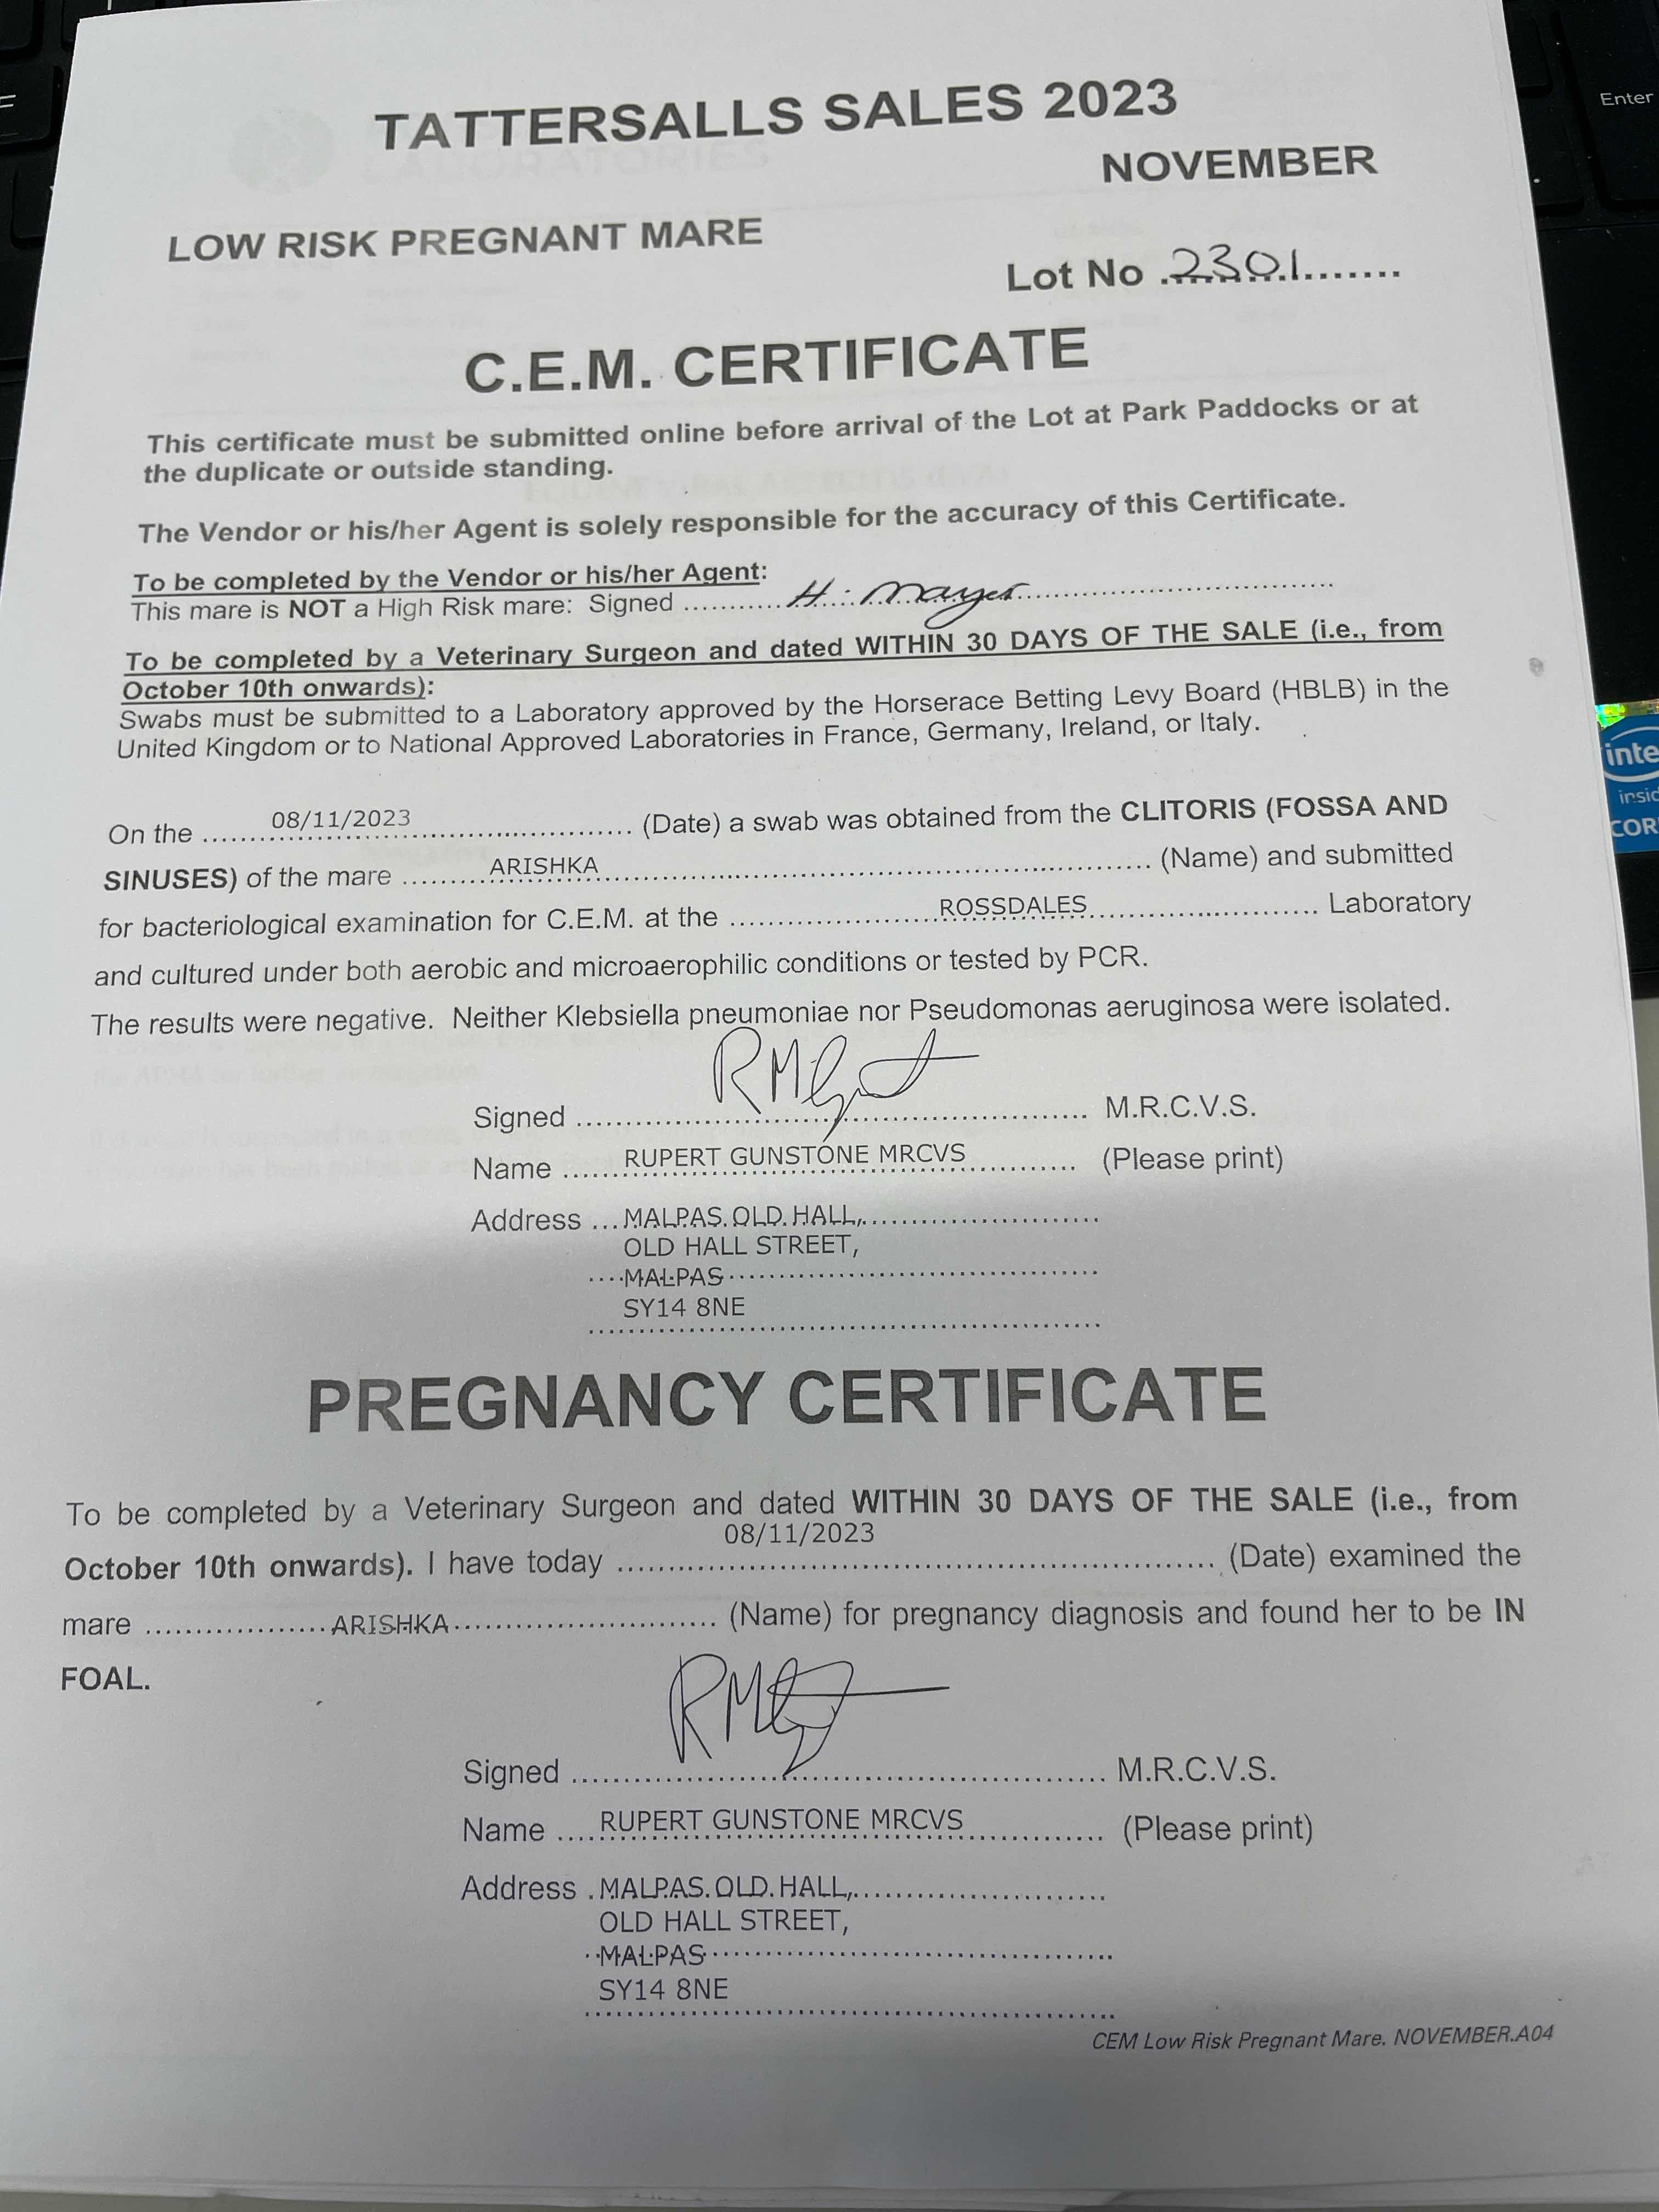 TATTERSALLS SALES 2023
NOVEMBER
LOW RISK PREGNANT MARE
Lot No 2301
C.E.M. CERTIFICATE
This certificate must be submitted online before arrival of the Lot at Park Paddocks or at
the duplicate or outside standing.
The Vendor or his/her Agent is solely responsible for the accuracy of this Certificate.
To be completed by the Vendor or his/her Agent:
This mare is NOT a High Risk mare: Signed H. Mayes
To be completed by a Veterinary Surgeon and dated WITHIN 30 DAYS OF THE SALE (i.e., from
October 10th onwards):
Swabs must be submitted to a Laboratory approved by the Horserace Betting Levy Board (HBLB) in the
United Kingdom or to National Approved Laboratories in France, Germany, Ireland, or Italy.
On the 08/11/2023 (Date) a swab was obtained from the CLITORIS (FOSSA AND
SINUSES) of the mare ARISHKA (Name) and submitted
for bacteriological examination for C.E.M. at the ROSSDALES Laboratory
and cultured under both aerobic and microaerophilic conditions or tested by PCR.
The results were negative. Neither Klebsiella pneumoniae nor Pseudomonas aeruginosa were isolated.
Signed M.R.C.V.S.
Name RUPERT GUNSTONE MRCVS (Please print)
Address MALPAS OLD HALL,
OLD HALL STREET,
MALPAS
SY14 8NE
PREGNANCY CERTIFICATE
To be completed by a Veterinary Surgeon and dated WITHIN 30 DAYS OF THE SALE (i.e., from
October 10th onwards). I have today 08/11/2023 (Date) examined the
mare ARISHKA (Name) for pregnancy diagnosis and found her to be IN
FOAL.
Signed M.R.C.V.S.
Name RUPERT GUNSTONE MRCVS (Please print)
Address MALPAS OLD HALL,
OLD HALL STREET,
MALPAS
SY14 8NE
CEM Low Risk Pregnant Mare. NOVEMBER.A04
Enter